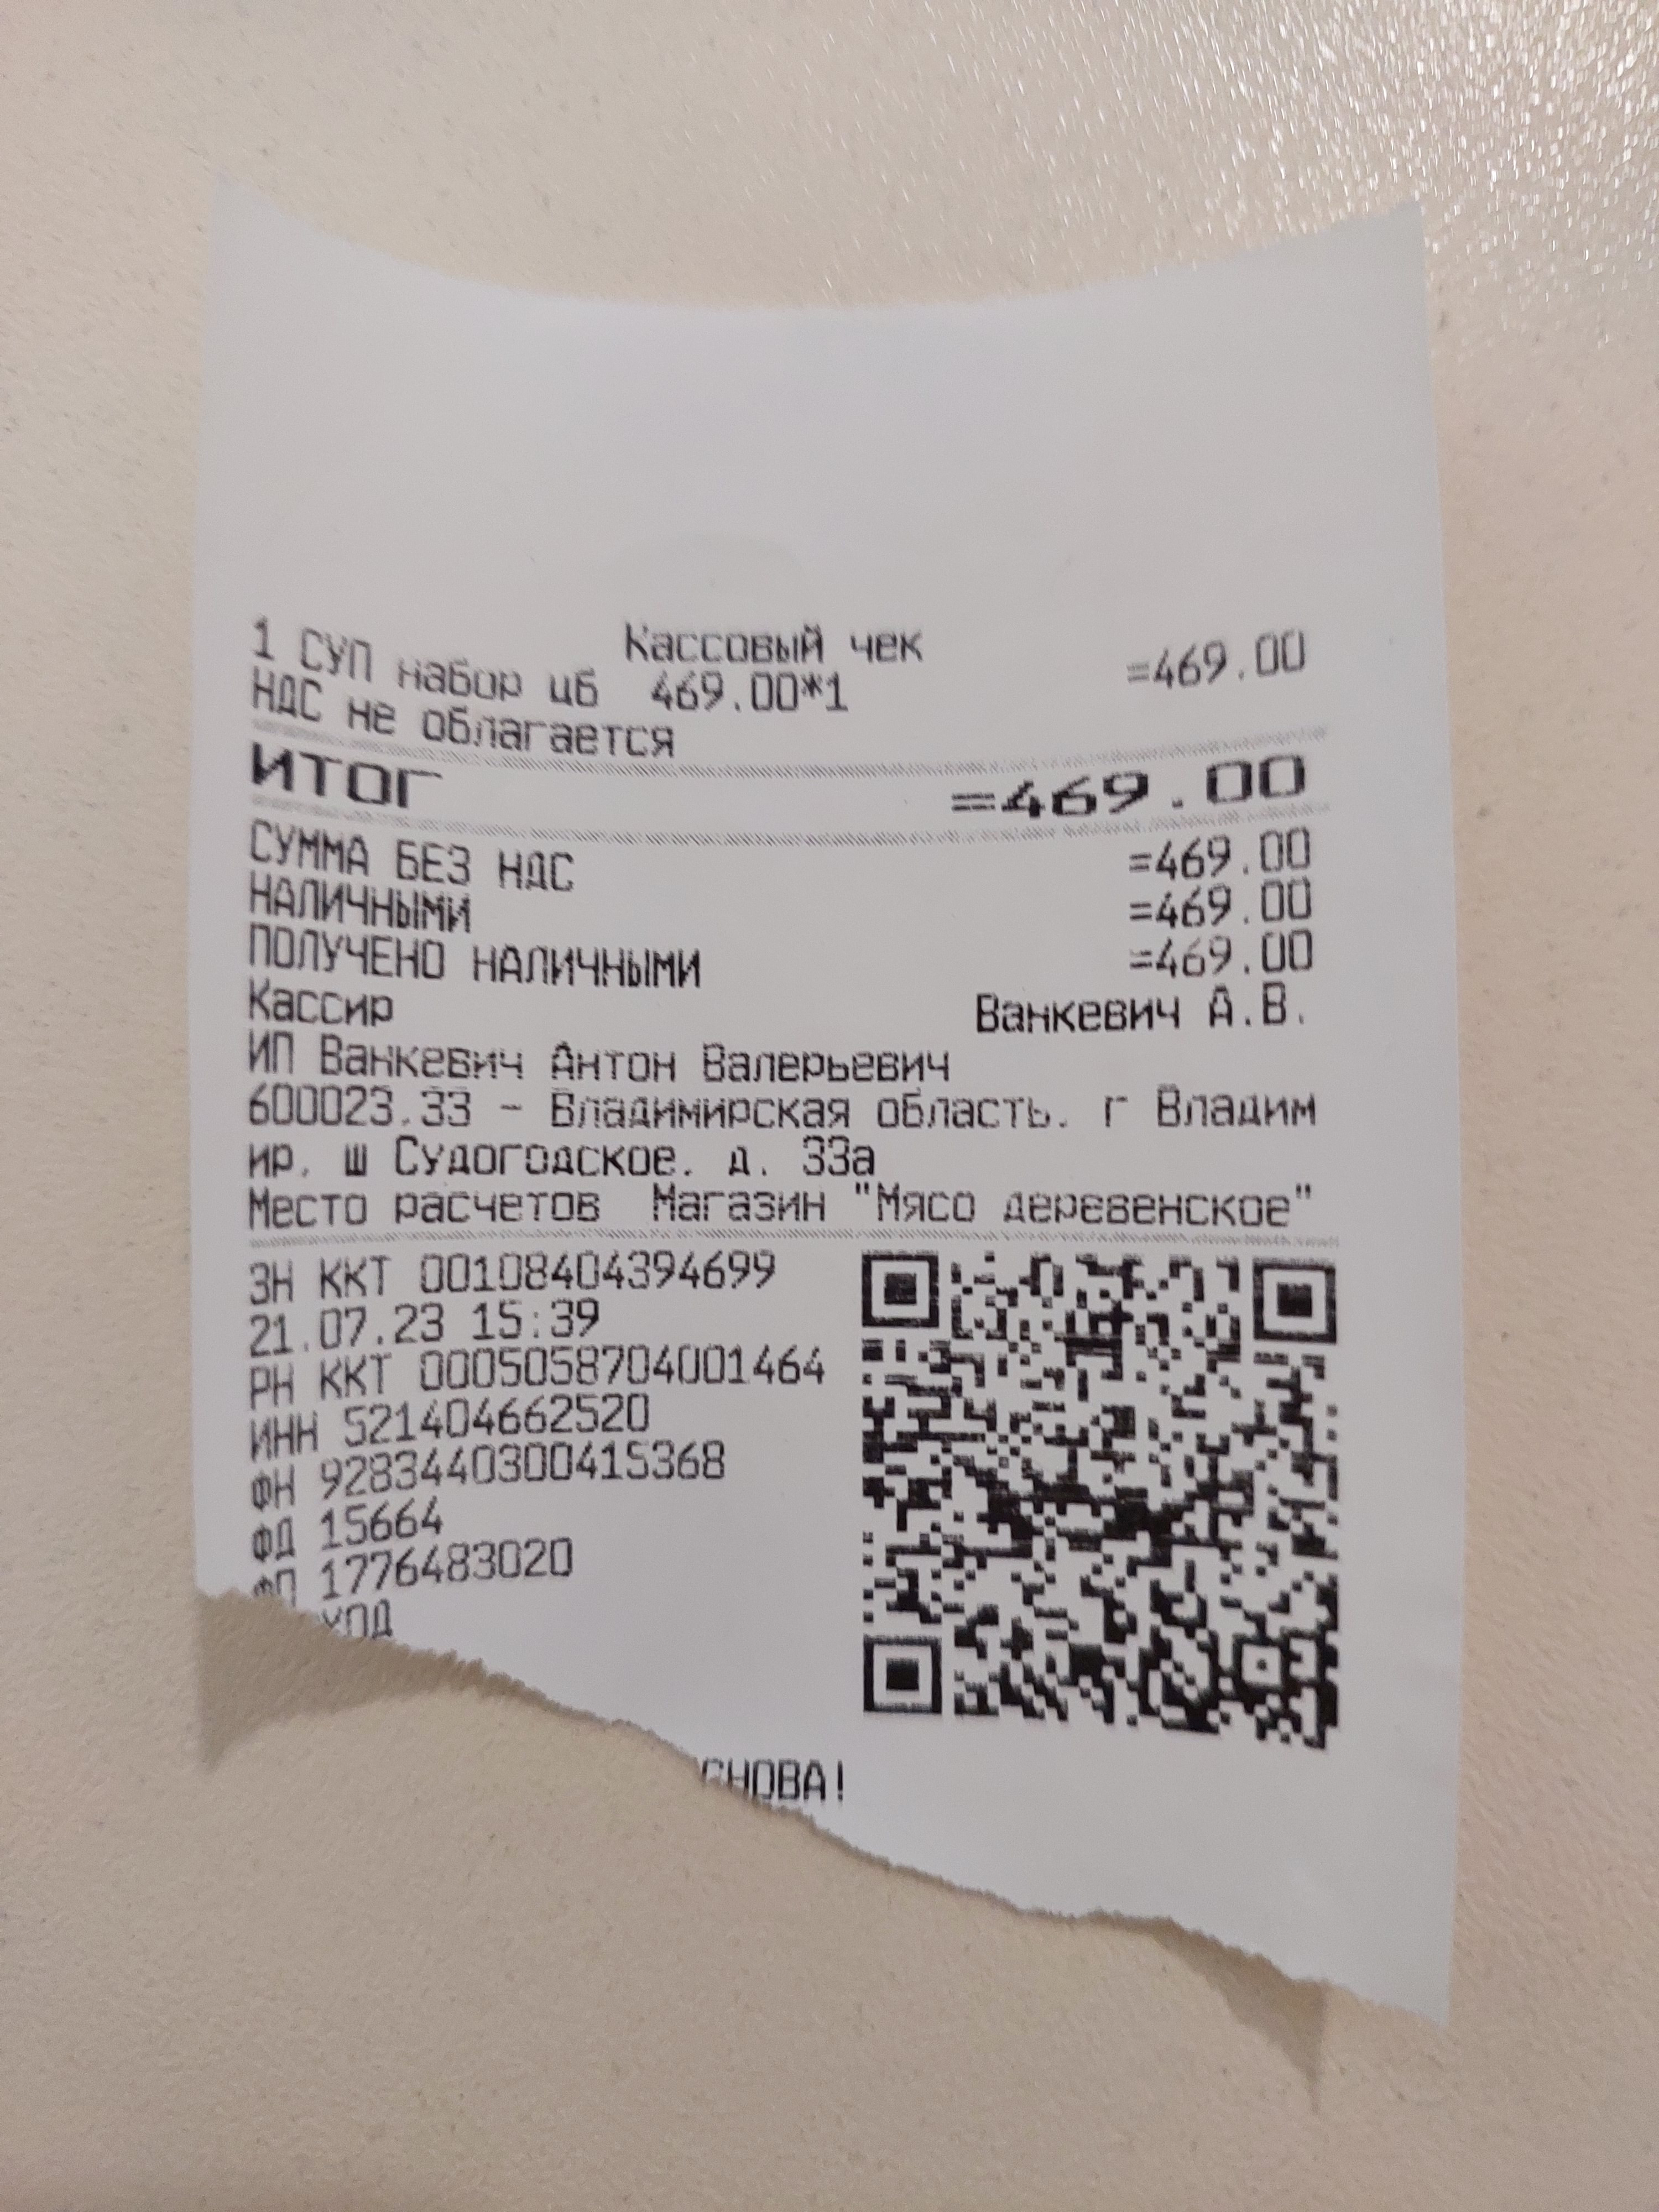 Кассовый чек
1 СУП набор цб 469.00*1 =469.00
НДС не облагается
ИТОГ =469.00
СУММА БЕЗ НДС =469.00
НАЛИЧНЫМИ =469.00
ПОЛУЧЕНО НАЛИЧНЫМИ =469.00
Кассир Ванкевич А.В.
ИП Ванкевич Антон Валерьевич
600023,33 - Владимирская область, г Владим
ир, ш Судогодское, д. 33а
Место расчетов Магазин "Мясо деревенское"
ЗН ККТ 00108404394699
21.07.23 15:39
РН ККТ 0005058704001464
ИНН 521404662520
ФН 9283440300415368
ФД 15664
ФП 1776483020
ХОД
СНОВА!